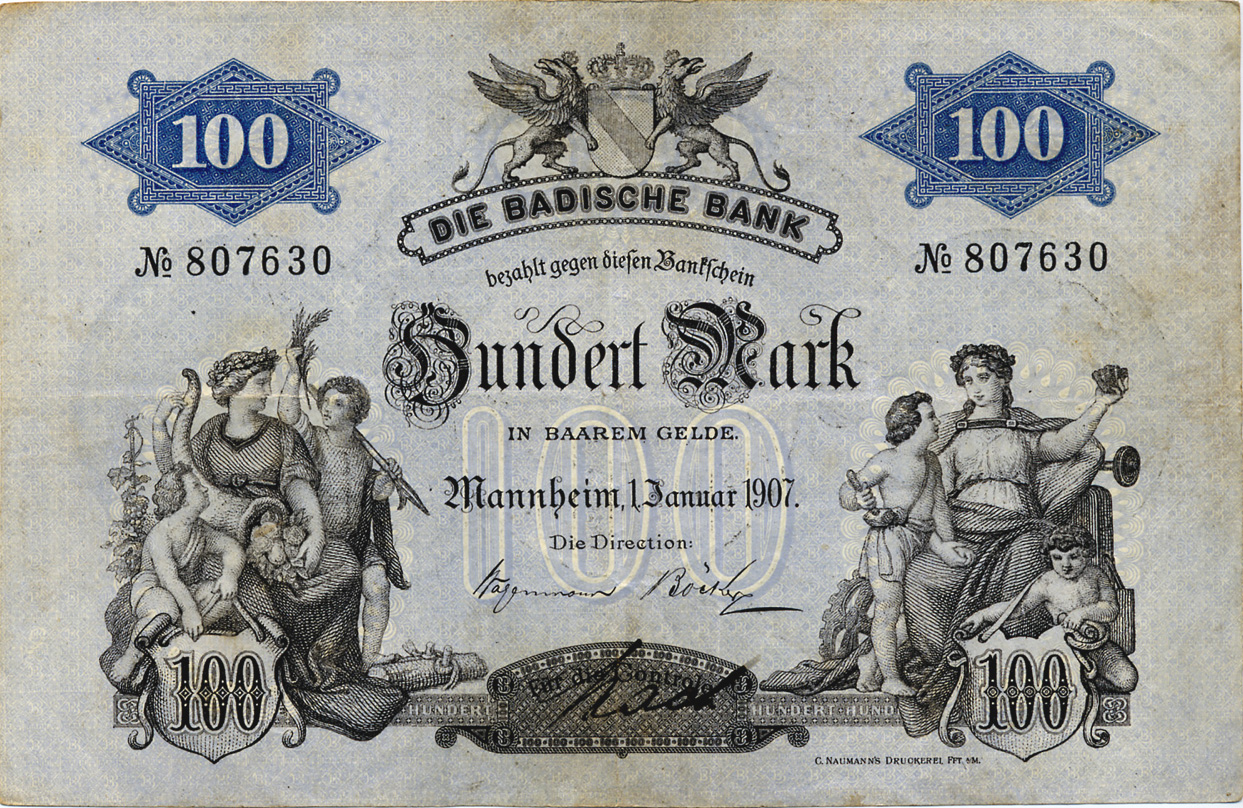 100
100
DIE BADISCHE BANK
No 807630
No 807630
bezahlt gegen diesen Bankschein
Hundert Mark
100
IN BAAREM GELDE.
Mannheim, 1. Januar 1907.
Die Direction:
100
Für die Controle
100
HUNDERT
HUNDERT HUND
C. NAUMANN'S DRUCKEREI, FFT. a/M.